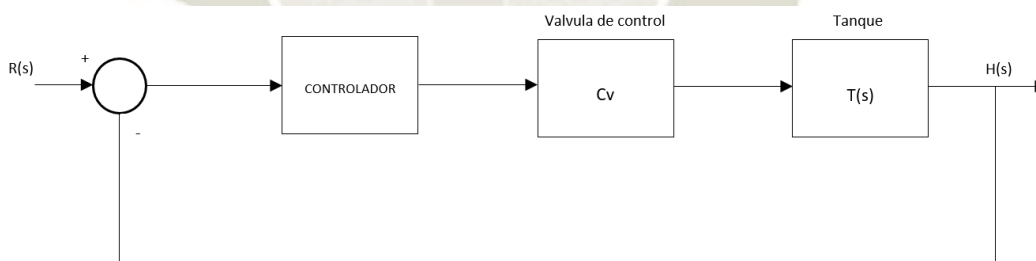 Valvula de control
Tanque
R(s)
+
-
CONTROLADOR
Cv
T(s)
H(s)